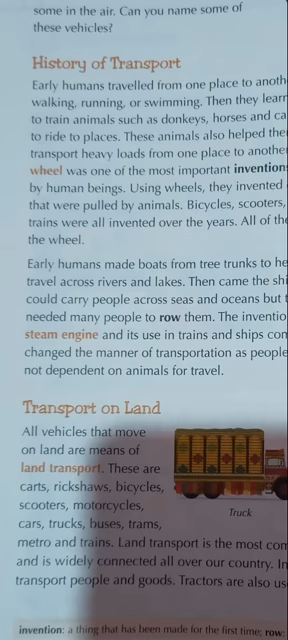 some in the air. Can you name some of
these vehicles?
History of Transport
Early humans travelled from one place to anoth
walking, running, or swimming. Then they learn
to train animals such as donkeys, horses and ca
to ride to places. These animals also helped the
transport heavy loads from one place to anothe
wheel was one of the most important invention
by human beings. Using wheels, they invented
that were pulled by animals. Bicycles, scooters,
trains were all invented over the years. All of the
the wheel.
Early humans made boats from tree trunks to he
travel across rivers and lakes. Then came the shi
could carry people across seas and oceans but t
needed many people to row them. The inventio
steam engine and its use in trains and ships con
changed the manner of transportation as people
not dependent on animals for travel.
Transport on Land
All vehicles that move
on land are means of
land transport. These are
carts, rickshaws, bicycles,
scooters, motorcycles,
cars, trucks, buses, trams,
Truck
metro and trains. Land transport is the most com
and is widely connected all over our country. In
transport people and goods. Tractors are also us
invention: a thing that has been made for the first time; row: